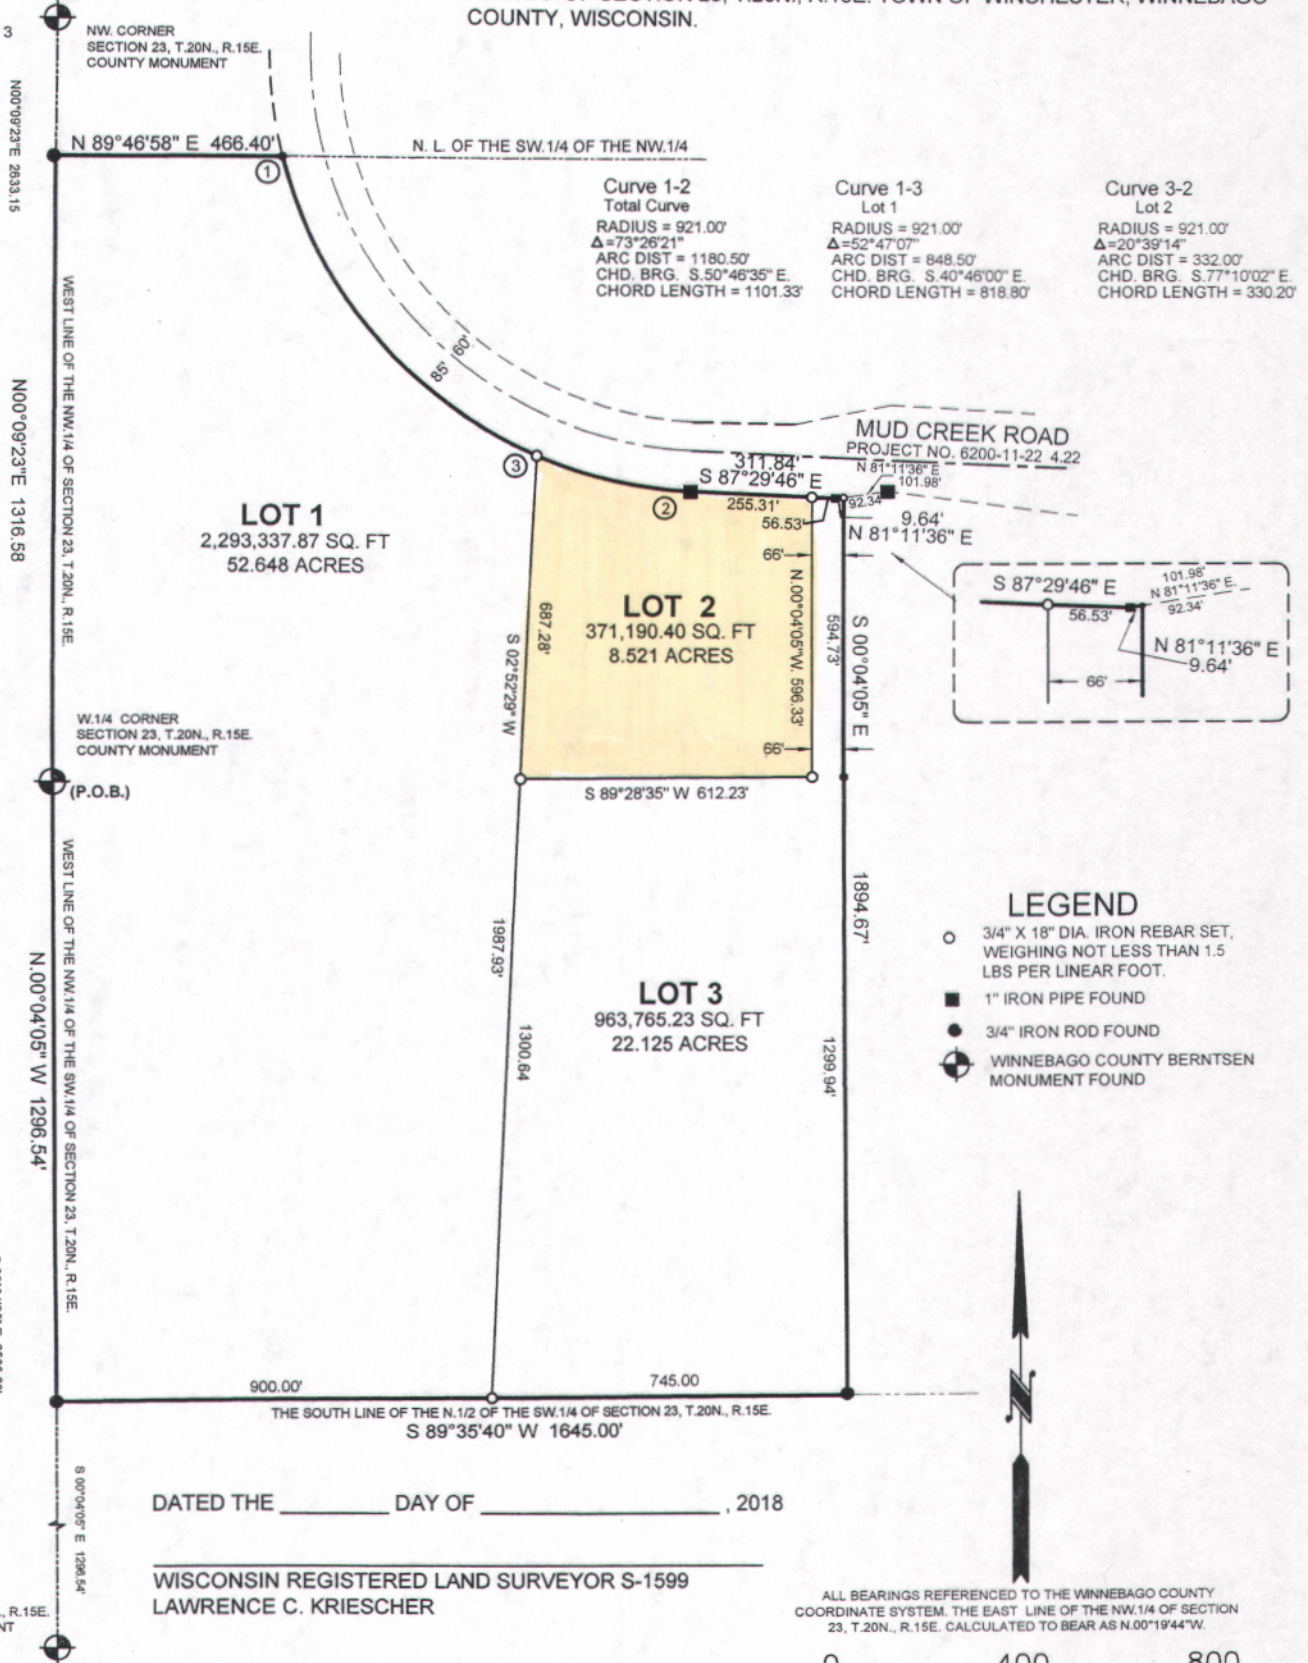 COUNTY, WISCONSIN.
3
NW. CORNER
SECTION 23, T.20N., R.15E.
COUNTY MONUMENT
N00°09'23"E 2633.15
N 89°46'58" E 466.40'
1
N. L. OF THE SW.1/4 OF THE NW.1/4
Curve 1-2
Total Curve
RADIUS = 921.00'
Δ=73°26'21"
ARC DIST = 1180.50'
CHD. BRG. S.50°46'35" E.
CHORD LENGTH = 1101.33'
Curve 1-3
Lot 1
RADIUS = 921.00'
Δ=52°47'07"
ARC DIST = 848.50'
CHD. BRG. S.40°46'00" E.
CHORD LENGTH = 818.80'
Curve 3-2
Lot 2
RADIUS = 921.00'
Δ=20°39'14"
ARC DIST = 332.00'
CHD. BRG. S.77°10'02" E.
CHORD LENGTH = 330.20'
WEST LINE OF THE NW.1/4 OF SECTION 23, T.20N., R.15E.
N00°09'23"E 1316.58
85'
60'
MUD CREEK ROAD
PROJECT NO. 6200-11-22 4.22
3
2
311.84'
S 87°29'46" E
255.31'
56.53'
N 81°11'36" E
101.98'
92.34'
9.64'
N 81°11'36" E
66'
LOT 1
2,293,337.87 SQ. FT
52.648 ACRES
LOT 2
371,190.40 SQ. FT
8.521 ACRES
687.28'
S 02°52'29" W
N.00°04'05"W. 596.33'
594.73'
S 00°04'05" E
66'
S 87°29'46" E
101.98'
N 81°11'36" E.
92.34'
56.53'
N 81°11'36" E
9.64'
66'
W.1/4 CORNER
SECTION 23, T.20N., R.15E.
COUNTY MONUMENT
(P.O.B.)
S 89°28'35" W 612.23'
WEST LINE OF THE NW.1/4 OF THE SW.1/4 OF SECTION 23, T.20N., R.15E.
N.00°04'05" W 1296.54'
1987.93'
1300.64
LOT 3
963,765.23 SQ. FT
22.125 ACRES
1894.67'
1299.94'
LEGEND
3/4" X 18" DIA. IRON REBAR SET,
WEIGHING NOT LESS THAN 1.5
LBS PER LINEAR FOOT.
1" IRON PIPE FOUND
3/4" IRON ROD FOUND
WINNEBAGO COUNTY BERNTSEN
MONUMENT FOUND
N
900.00'
745.00
THE SOUTH LINE OF THE N.1/2 OF THE SW.1/4 OF SECTION 23, T.20N., R.15E.
S 89°35'40" W 1645.00'
S 00°04'05" E 1296.54'
DATED THE ________ DAY OF ________________, 2018
WISCONSIN REGISTERED LAND SURVEYOR S-1599
LAWRENCE C. KRIESCHER
ALL BEARINGS REFERENCED TO THE WINNEBAGO COUNTY
COORDINATE SYSTEM. THE EAST LINE OF THE NW.1/4 OF SECTION
23, T.20N., R.15E. CALCULATED TO BEAR AS N.00°19'44"W.
, R.15E.
NT